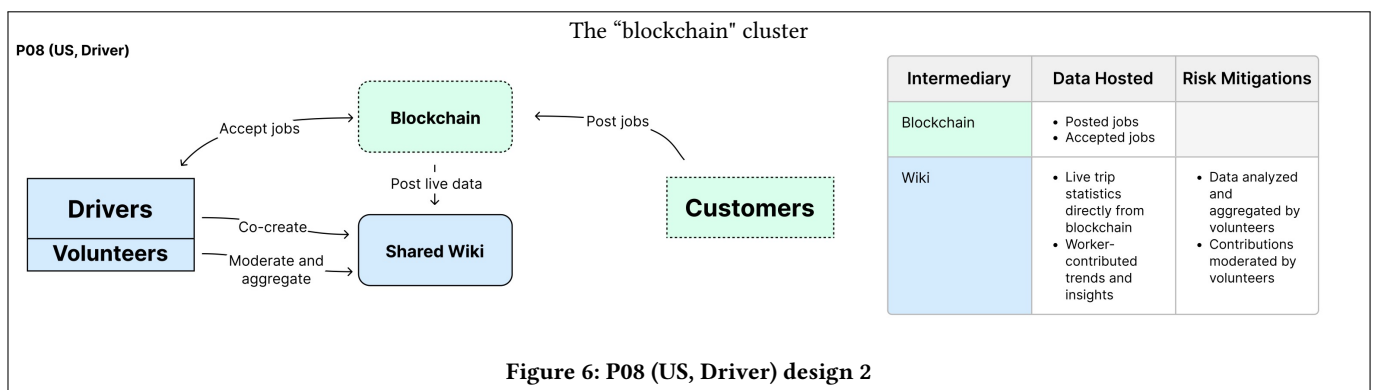 The “blockchain" cluster
P08 (US, Driver)
Blockchain
Accept jobs
Post jobs
Post live data
Drivers
Volunteers
Co-create
Moderate and
aggregate
Shared Wiki
Customers
Intermediary Data Hosted Risk Mitigations
Blockchain
• Posted jobs
• Accepted jobs
Wiki
• Live trip
statistics
directly from
blockchain
• Worker-
contributed
trends and
insights
• Data analyzed
and
aggregated by
volunteers
• Contributions
moderated by
volunteers
Figure 6: P08 (US, Driver) design 2